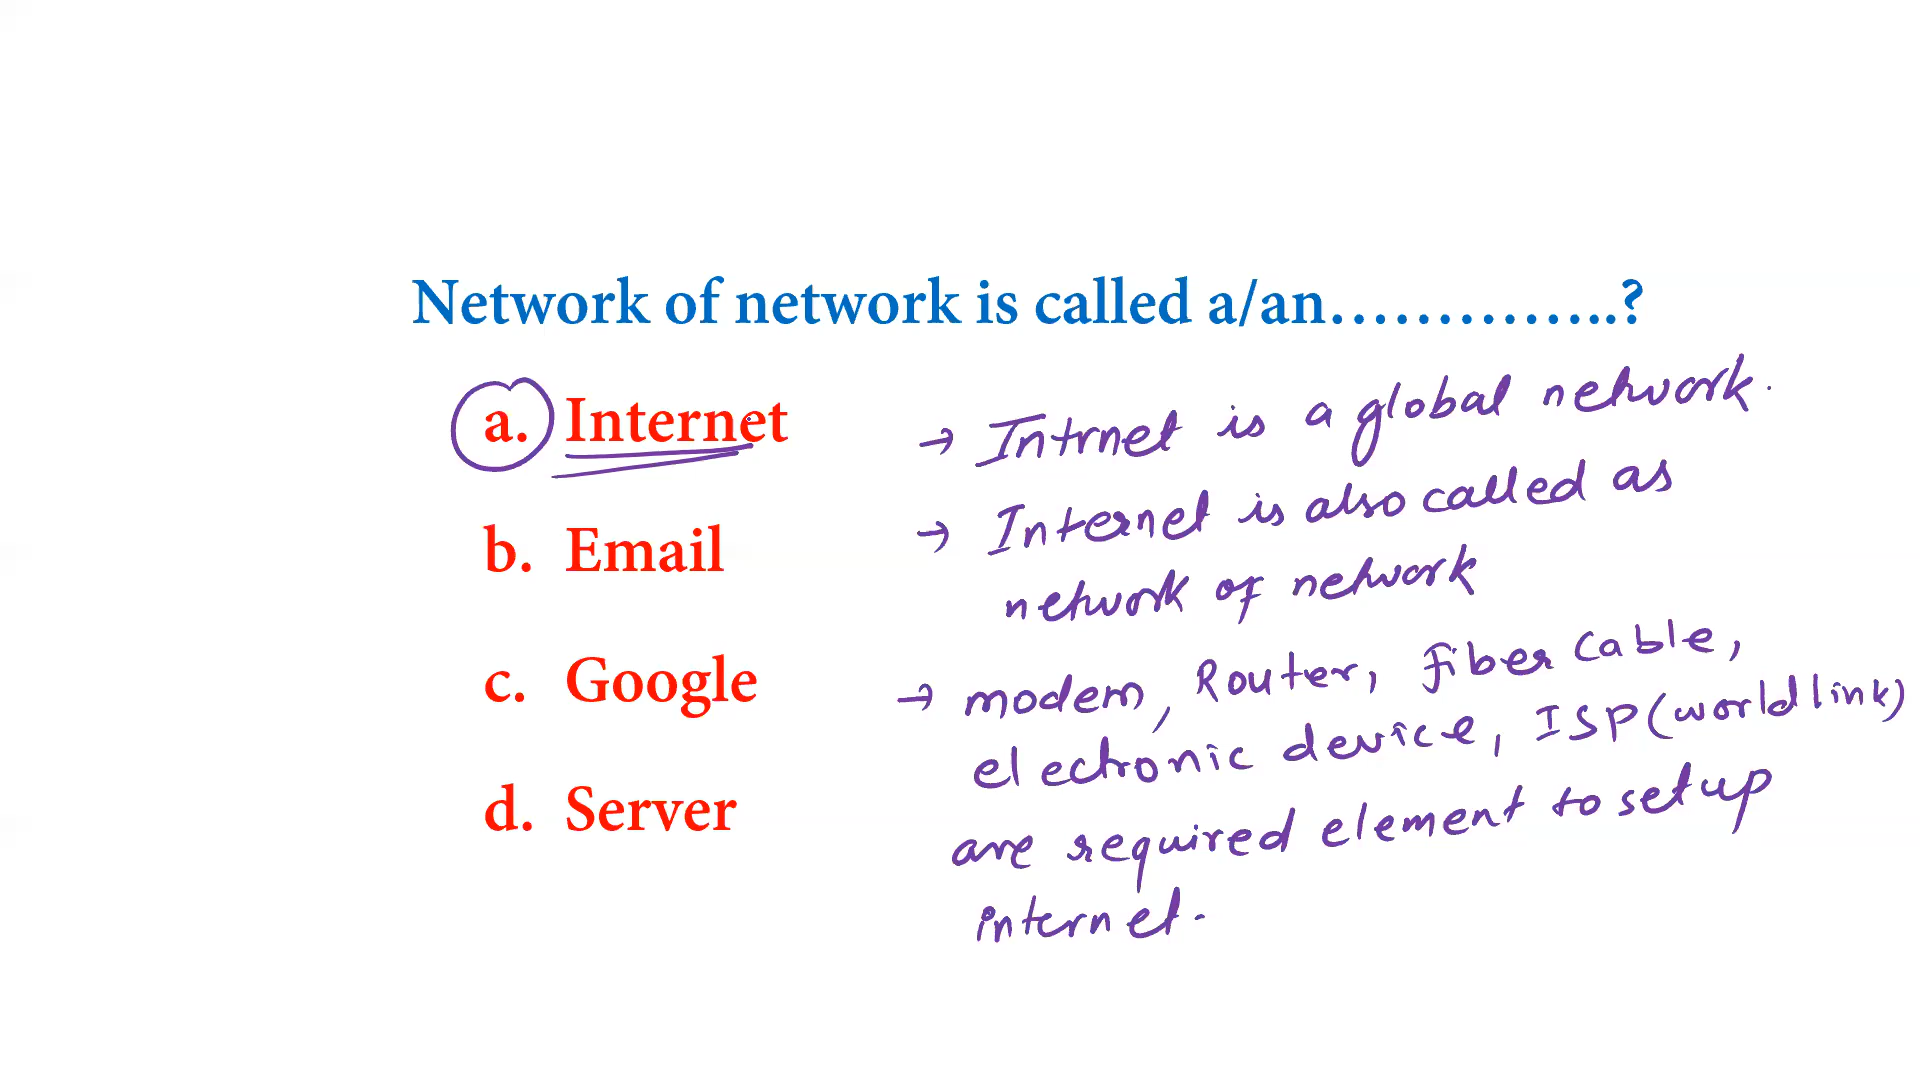 Network of network is called a/an……………..?
a. Internet
b. Email
c. Google
d. Server
→ Intrnet is a global network.
→ Internet is also called as
network of network
→ modem, Router, fiber cable,
electronic device, ISP (worldlink)
are required element to setup
internet.